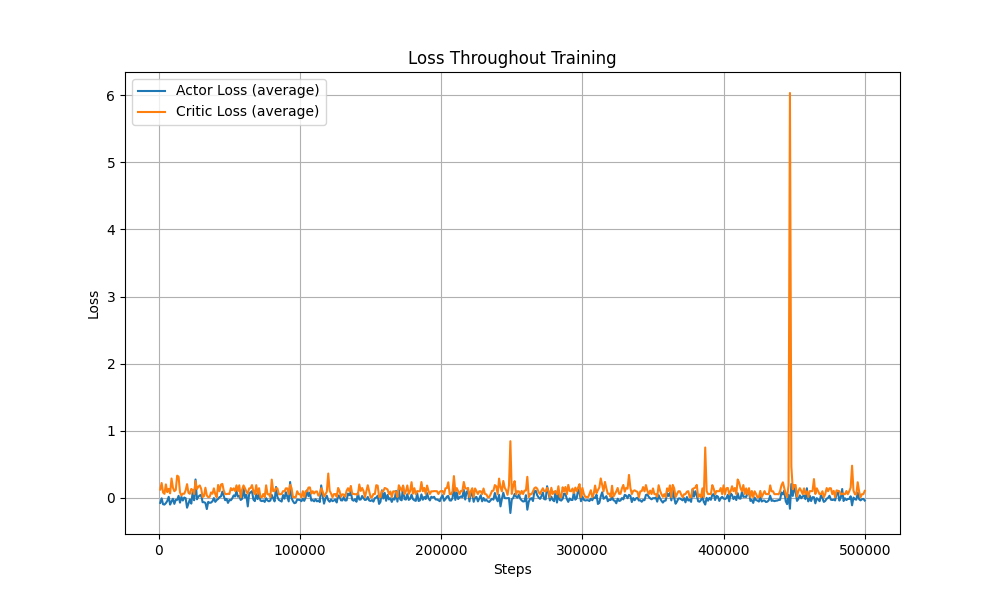 Loss Throughout Training
Actor Loss (average)
Critic Loss (average)
6
5
4
3
2
1
0
Loss
0
100000
200000
300000
400000
500000
Steps